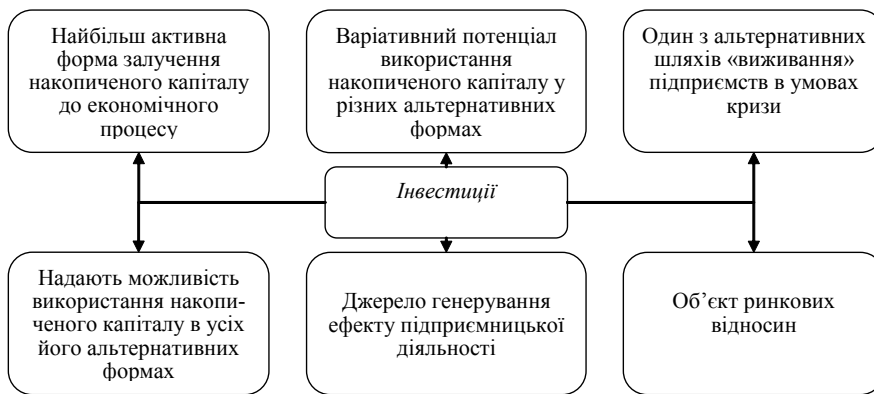 Найбільш активна
форма залучення
накопиченого капіталу
до економічного
процесу
Варіативний потенціал
використання
накопиченого капіталу у
різних альтернативних
формах
Один з альтернативних
шляхів «виживання»
підприємств в умовах
кризи
Інвестиції
Надають можливість
використання накопи-
ченого капіталу в усіх
його альтернативних
формах
Джерело генерування
ефекту підприємницької
діяльності
Об’єкт ринкових
відносин